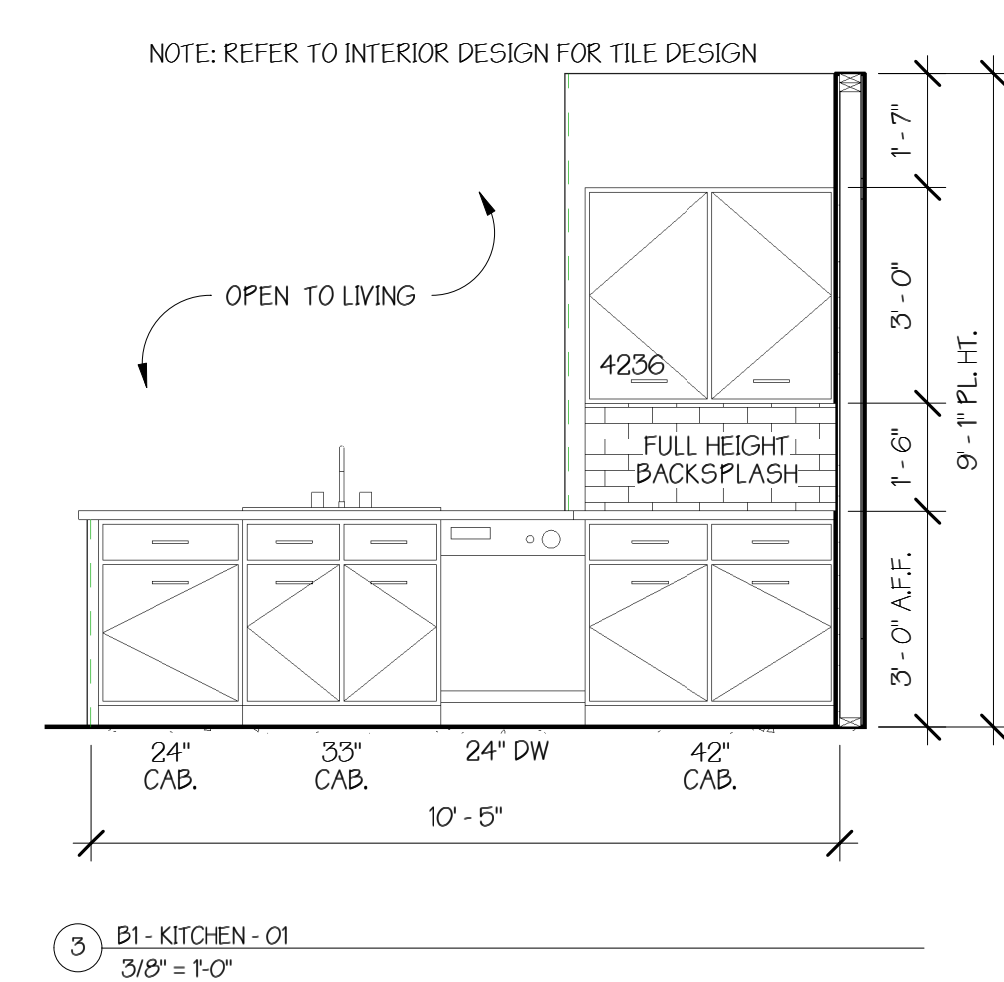 NOTE: REFER TO INTERIOR DESIGN FOR TILE DESIGN
1' - 7"
OPEN TO LIVING
3' - 0"
9' - 1" PL. HT.
4236
FULL HEIGHT
BACKSPLASH
1' - 6"
3' - 0" A.F.F.
24"
CAB.
33"
CAB.
24" DW
42"
CAB.
10' - 5"
3
B1 - KITCHEN - 01
3/8" = 1'-0"